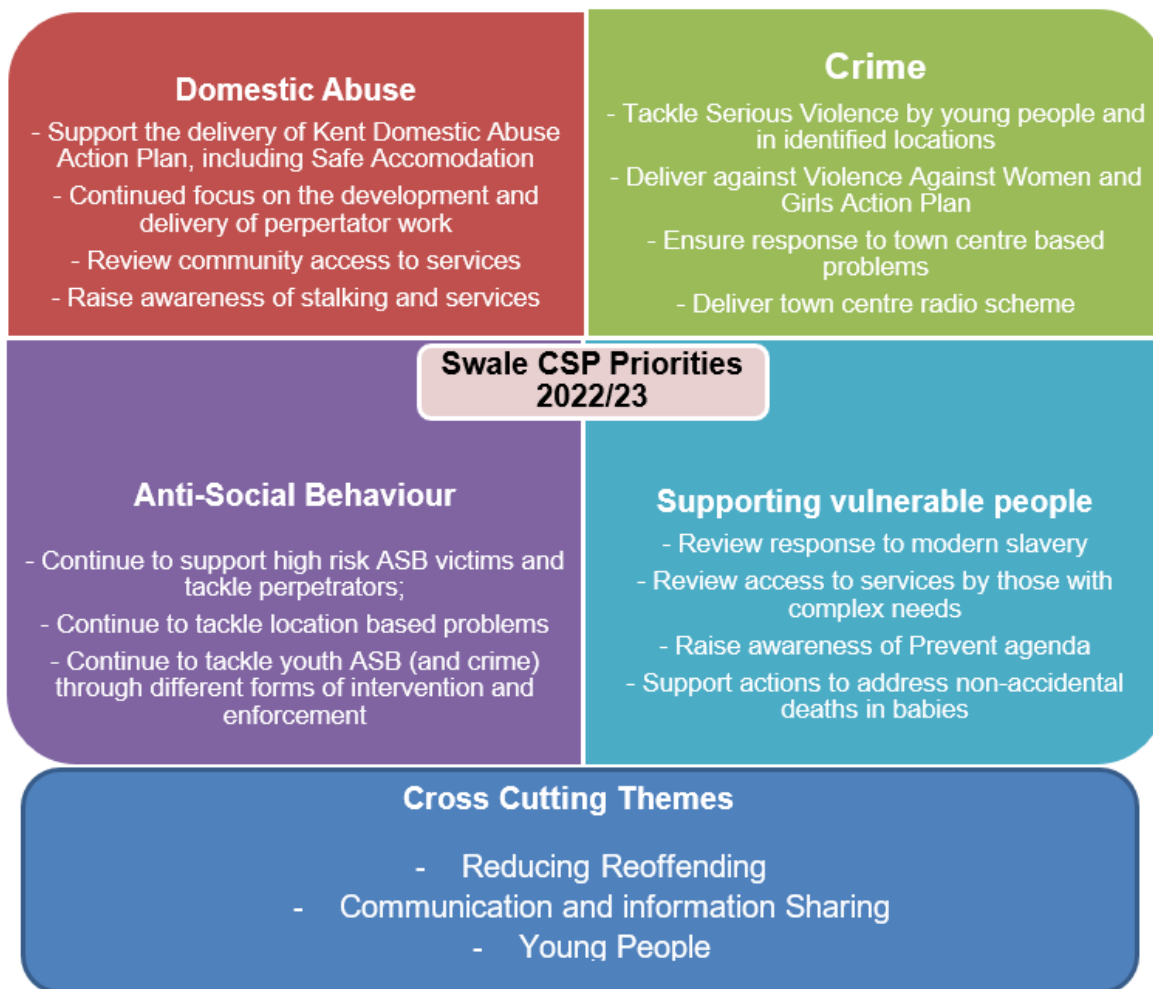 Domestic Abuse
- Support the delivery of Kent Domestic Abuse
Action Plan, including Safe Accomodation
- Continued focus on the development and
delivery of perpertator work
- Review community access to services
- Raise awareness of stalking and services
Crime
- Tackle Serious Violence by young people and
in identified locations
- Deliver against Violence Against Women and
Girls Action Plan
- Ensure response to town centre based
problems
- Deliver town centre radio scheme
Swale CSP Priorities
2022/23
Anti-Social Behaviour
- Continue to support high risk ASB victims and
tackle perpetrators;
- Continue to tackle location based problems
- Continue to tackle youth ASB (and crime)
through different forms of intervention and
enforcement
Supporting vulnerable people
- Review response to modern slavery
- Review access to services by those with
complex needs
- Raise awareness of Prevent agenda
- Support actions to address non-accidental
deaths in babies
Cross Cutting Themes
- Reducing Reoffending
- Communication and information Sharing
- Young People